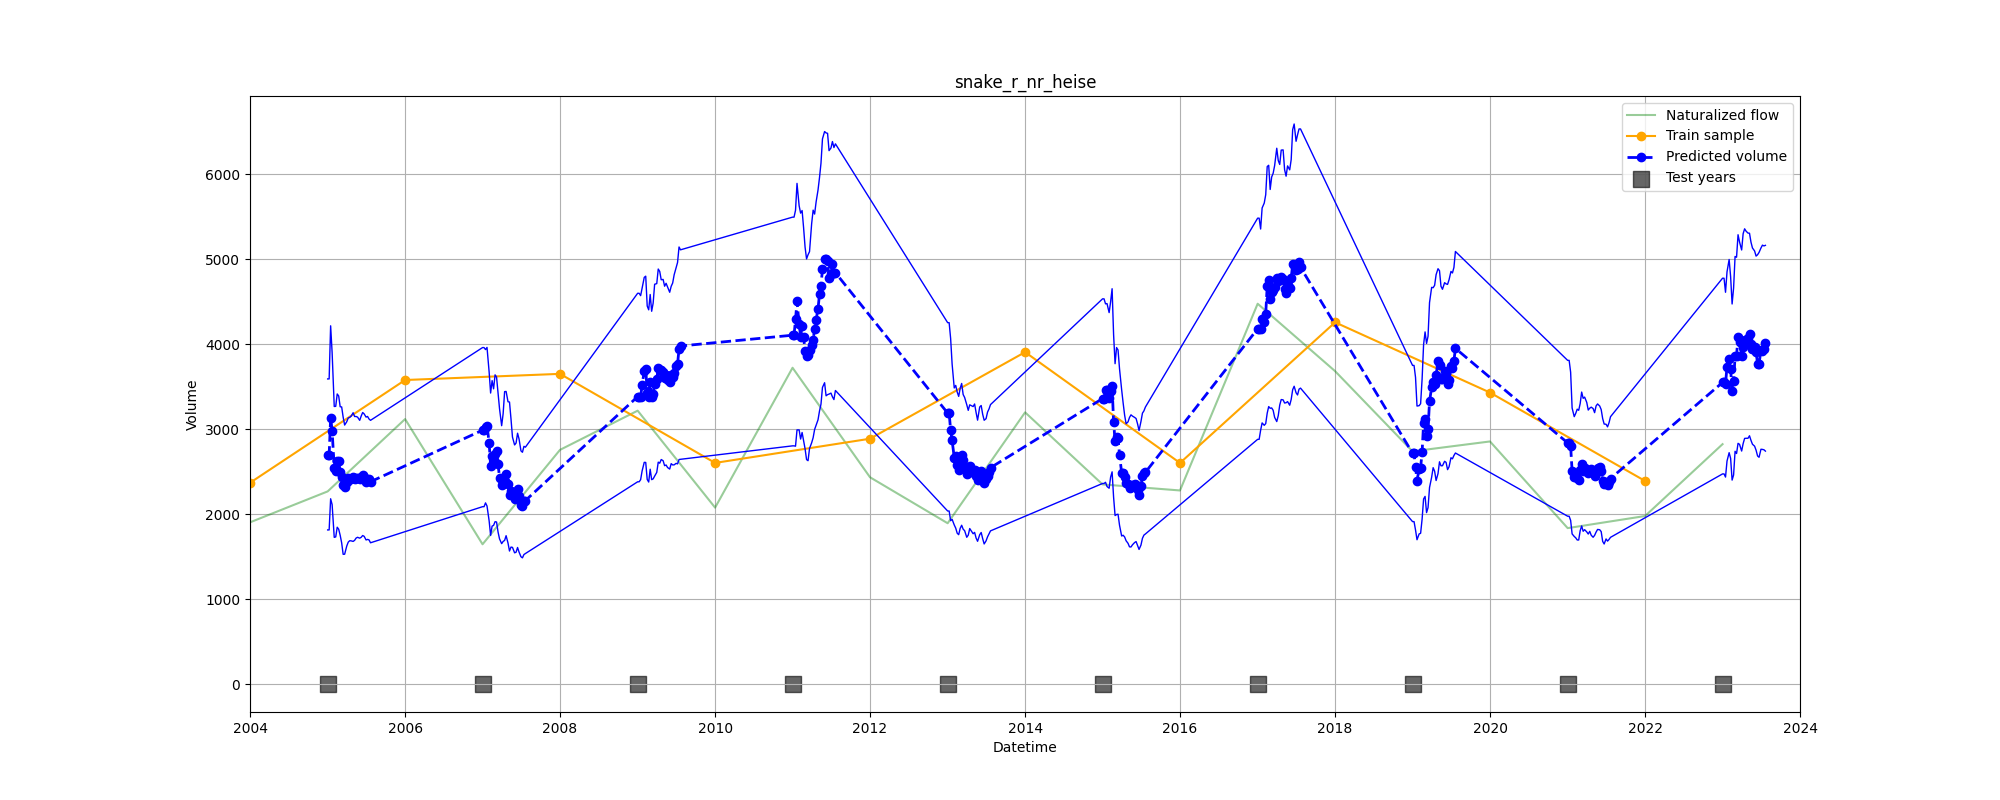 snake_r_nr_heise
Naturalized flow
Train sample
Predicted volume
Test years
Volume
6000
5000
4000
3000
2000
1000
0
2004 2006 2008 2010 2012 2014 2016 2018 2020 2022 2024
Datetime